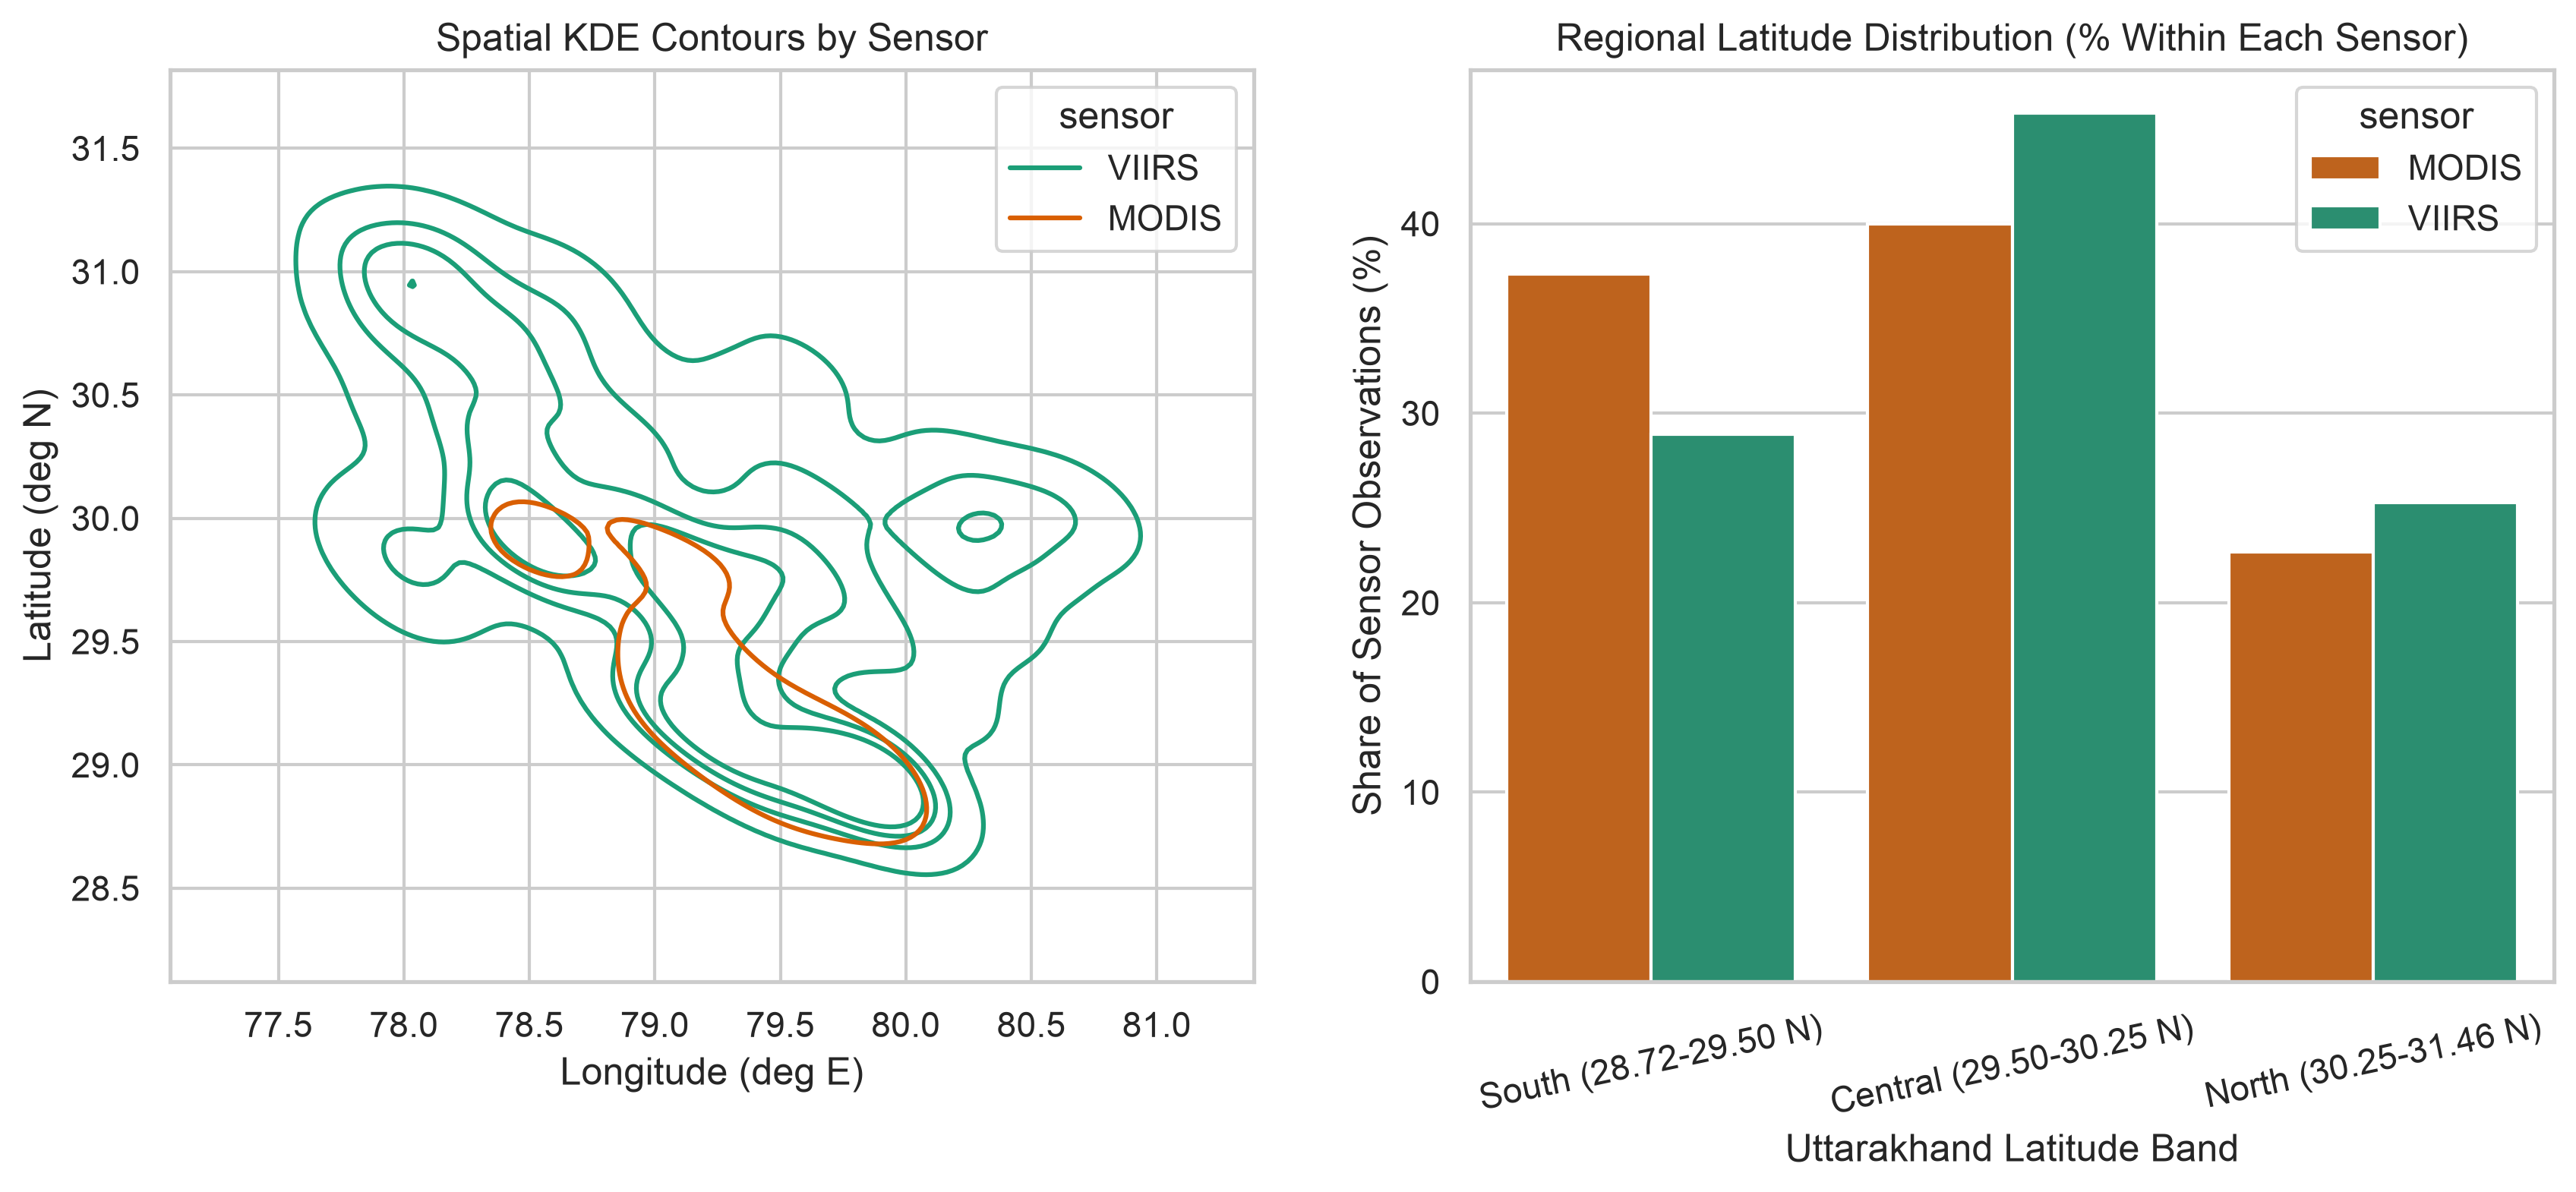 Spatial KDE Contours by Sensor
sensor
VIIRS
MODIS
Latitude (deg N)
31.5
31.0
30.5
30.0
29.5
29.0
28.5
77.5 78.0 78.5 79.0 79.5 80.0 80.5 81.0
Longitude (deg E)
Regional Latitude Distribution (% Within Each Sensor)
sensor
MODIS
VIIRS
Share of Sensor Observations (%)
40
30
20
10
0
South (28.72-29.50 N)
Central (29.50-30.25 N)
North (30.25-31.46 N)
Uttarakhand Latitude Band